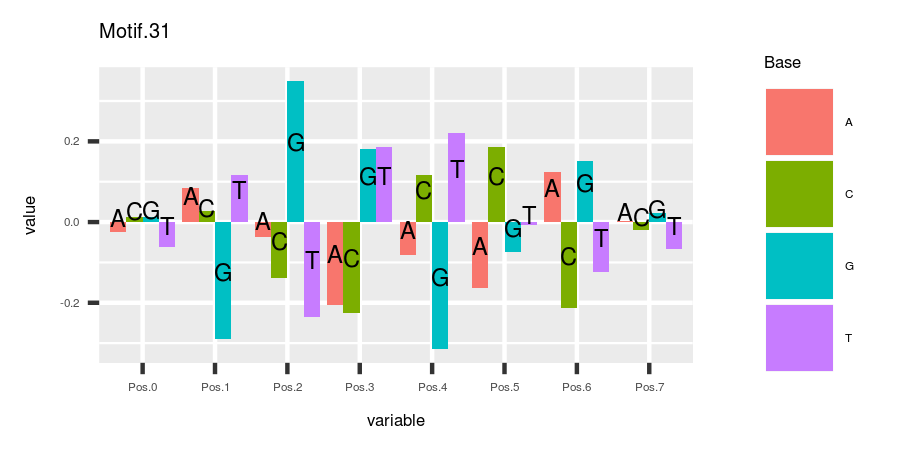 Motif.31
Base
A
C
G
T
value
0.2
0.0
-0.2
A C G T
A C G T
A C G T
A C G T
A C G T
A C G T
A C G T
A C G T
Pos.0 Pos.1 Pos.2 Pos.3 Pos.4 Pos.5 Pos.6 Pos.7
variable